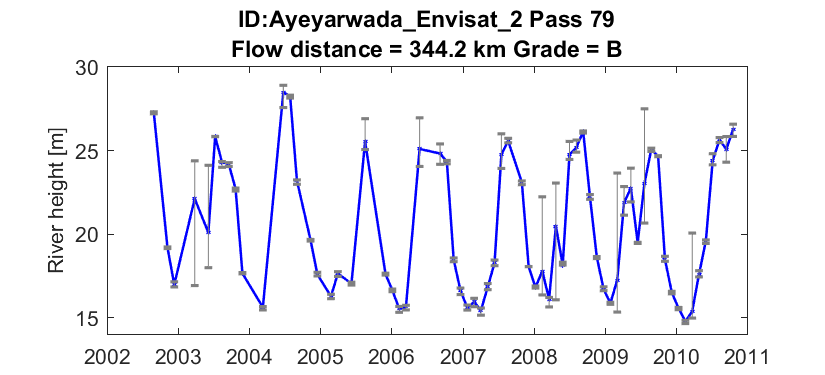 ID:Ayeyarwada_Envisat_2 Pass 79
Flow distance = 344.2 km Grade = B
River height [m]
30
25
20
15
2002 2003 2004 2005 2006 2007 2008 2009 2010 2011